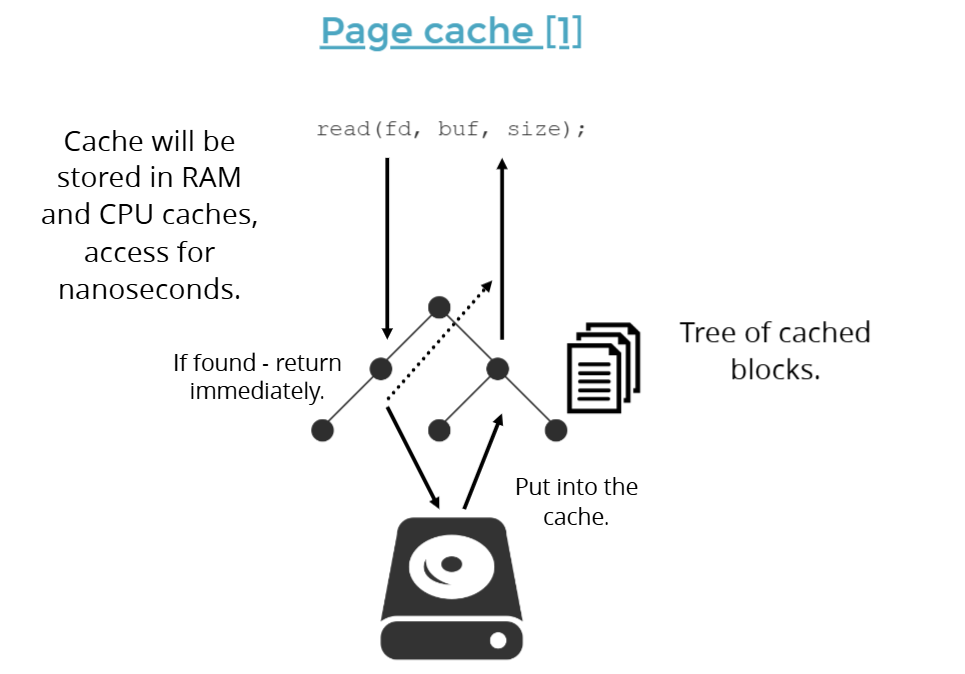 Page cache [1]
read(fd, buf, size);
Cache will be
stored in RAM
and CPU caches,
access for
nanoseconds.
If found - return
immediately.
Tree of cached
blocks.
Put into the
cache.